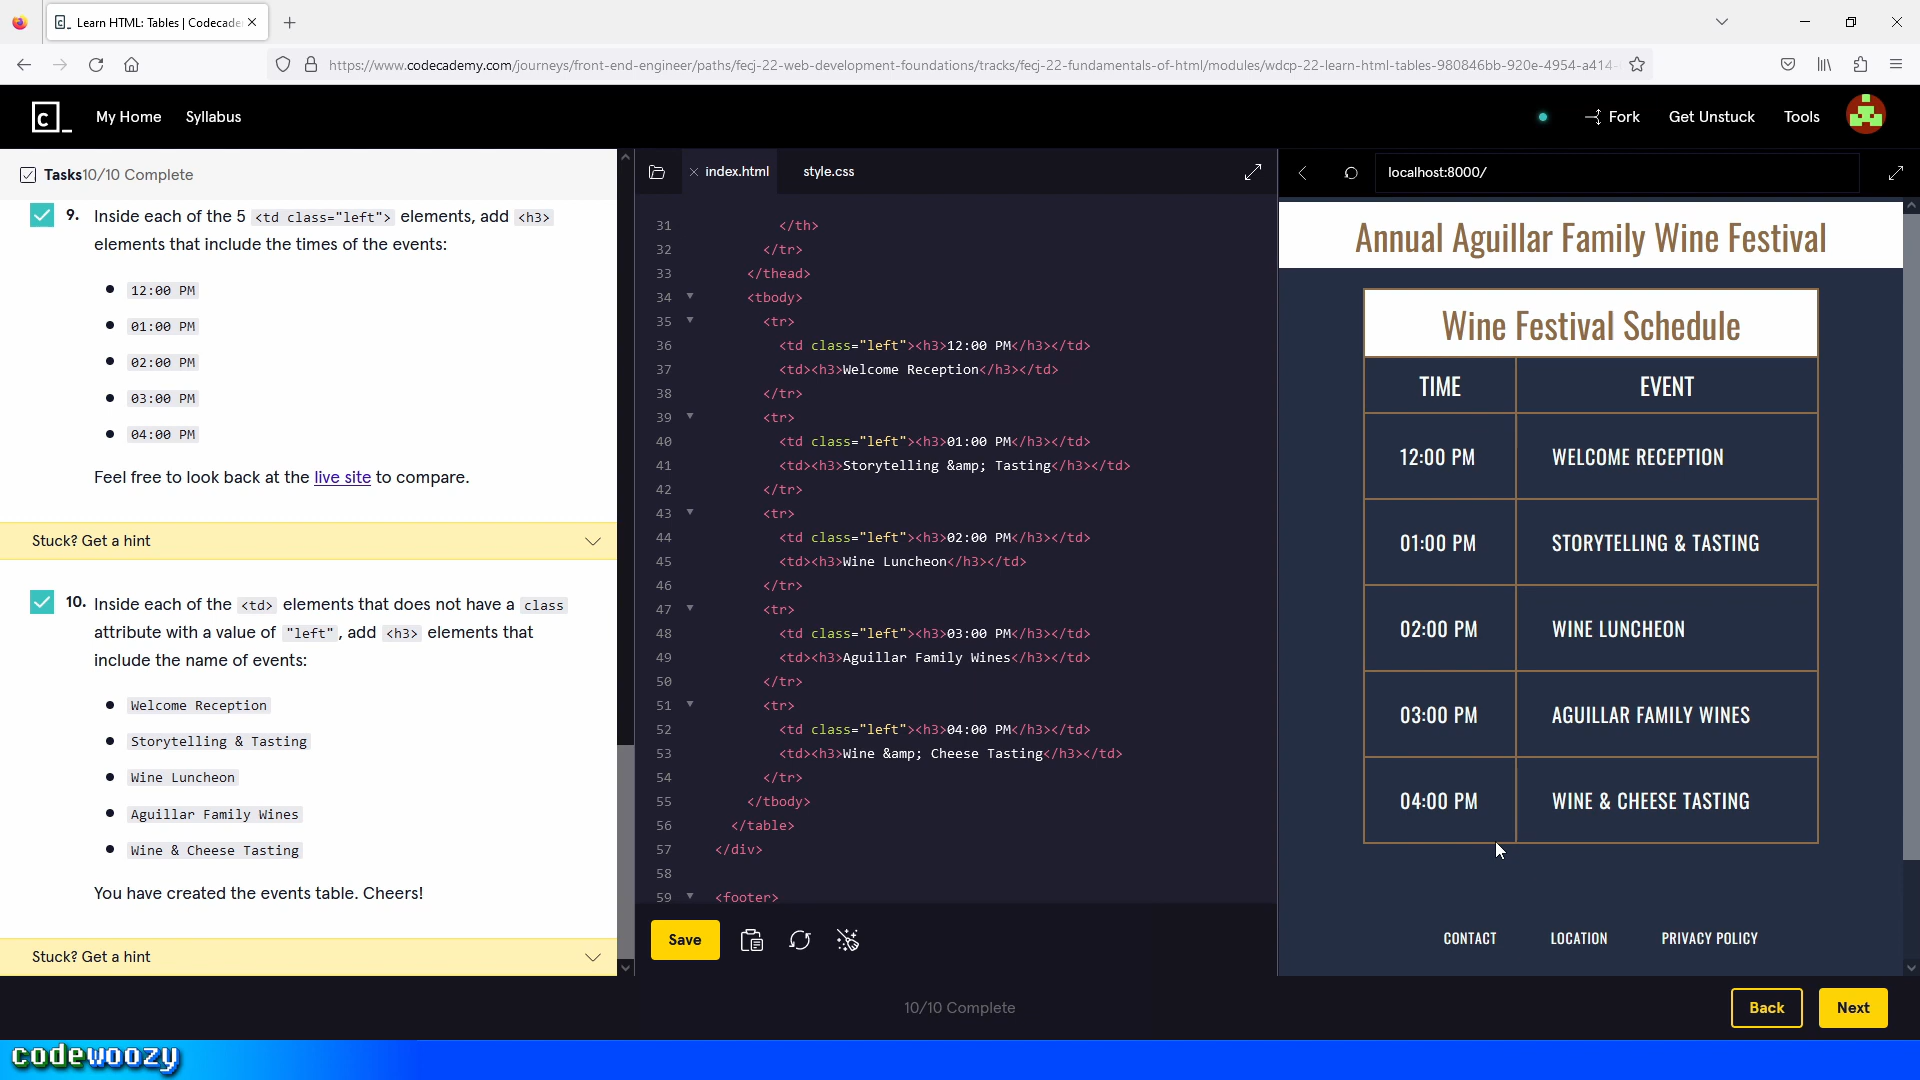 Learn HTML: Tables | Codecade
https://www.codecademy.com/journeys/front-end-engineer/paths/fecj-22-web-development-foundations/tracks/fecj-22-fundamentals-of-html/modules/wdcp-22-learn-html-tables-980846bb-920e-4954-a414-
c_
My Home
Syllabus
Fork
Get Unstuck
Tools
Tasks10/10 Complete
9. Inside each of the 5 <td class="left"> elements, add <h3>
elements that include the times of the events:
12:00 PM
01:00 PM
02:00 PM
03:00 PM
04:00 PM
Feel free to look back at the live site to compare.
Stuck? Get a hint
10. Inside each of the <td> elements that does not have a class
attribute with a value of "left", add <h3> elements that
include the name of events:
Welcome Reception
Storytelling & Tasting
Wine Luncheon
Aguillar Family Wines
Wine & Cheese Tasting
You have created the events table. Cheers!
Stuck? Get a hint
index.html
style.css
31 </th>
32 </tr>
33 </thead>
34 <tbody>
35 <tr>
36 <td class="left"><h3>12:00 PM</h3></td>
37 <td><h3>Welcome Reception</h3></td>
38 </tr>
39 <tr>
40 <td class="left"><h3>01:00 PM</h3></td>
41 <td><h3>Storytelling &amp; Tasting</h3></td>
42 </tr>
43 <tr>
44 <td class="left"><h3>02:00 PM</h3></td>
45 <td><h3>Wine Luncheon</h3></td>
46 </tr>
47 <tr>
48 <td class="left"><h3>03:00 PM</h3></td>
49 <td><h3>Aguillar Family Wines</h3></td>
50 </tr>
51 <tr>
52 <td class="left"><h3>04:00 PM</h3></td>
53 <td><h3>Wine &amp; Cheese Tasting</h3></td>
54 </tr>
55 </tbody>
56 </table>
57 </div>
58
59 <footer>
Save
localhost:8000/
Annual Aguillar Family Wine Festival
Wine Festival Schedule
TIME EVENT
12:00 PM WELCOME RECEPTION
01:00 PM STORYTELLING & TASTING
02:00 PM WINE LUNCHEON
03:00 PM AGUILLAR FAMILY WINES
04:00 PM WINE & CHEESE TASTING
CONTACT LOCATION PRIVACY POLICY
10/10 Complete
Back
Next
codewoozy